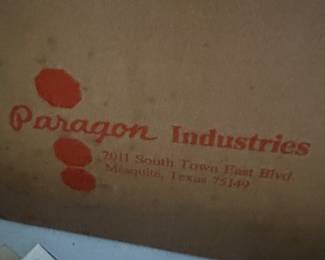 Paragon Industries
2011 South Town East Blvd.
Mesquite, Texas 75149